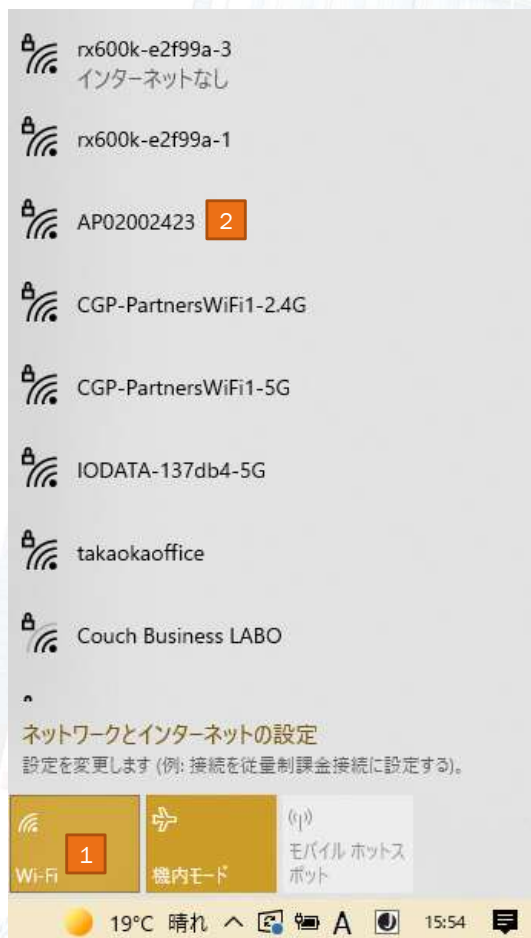 rx600k-e2f99a-3
インターネットなし
rx600k-e2f99a-1
AP02002423 2
CGP-PartnersWiFi1-2.4G
CGP-PartnersWiFi1-5G
IODATA-137db4-5G
takaokaoffice
Couch Business LABO
ネットワークとインターネットの設定
設定を変更します (例: 接続を従量制課金接続に設定する)。
1
Wi-Fi
機内モード
モバイル ホットス
ポット
19°C 晴れ A 15:54